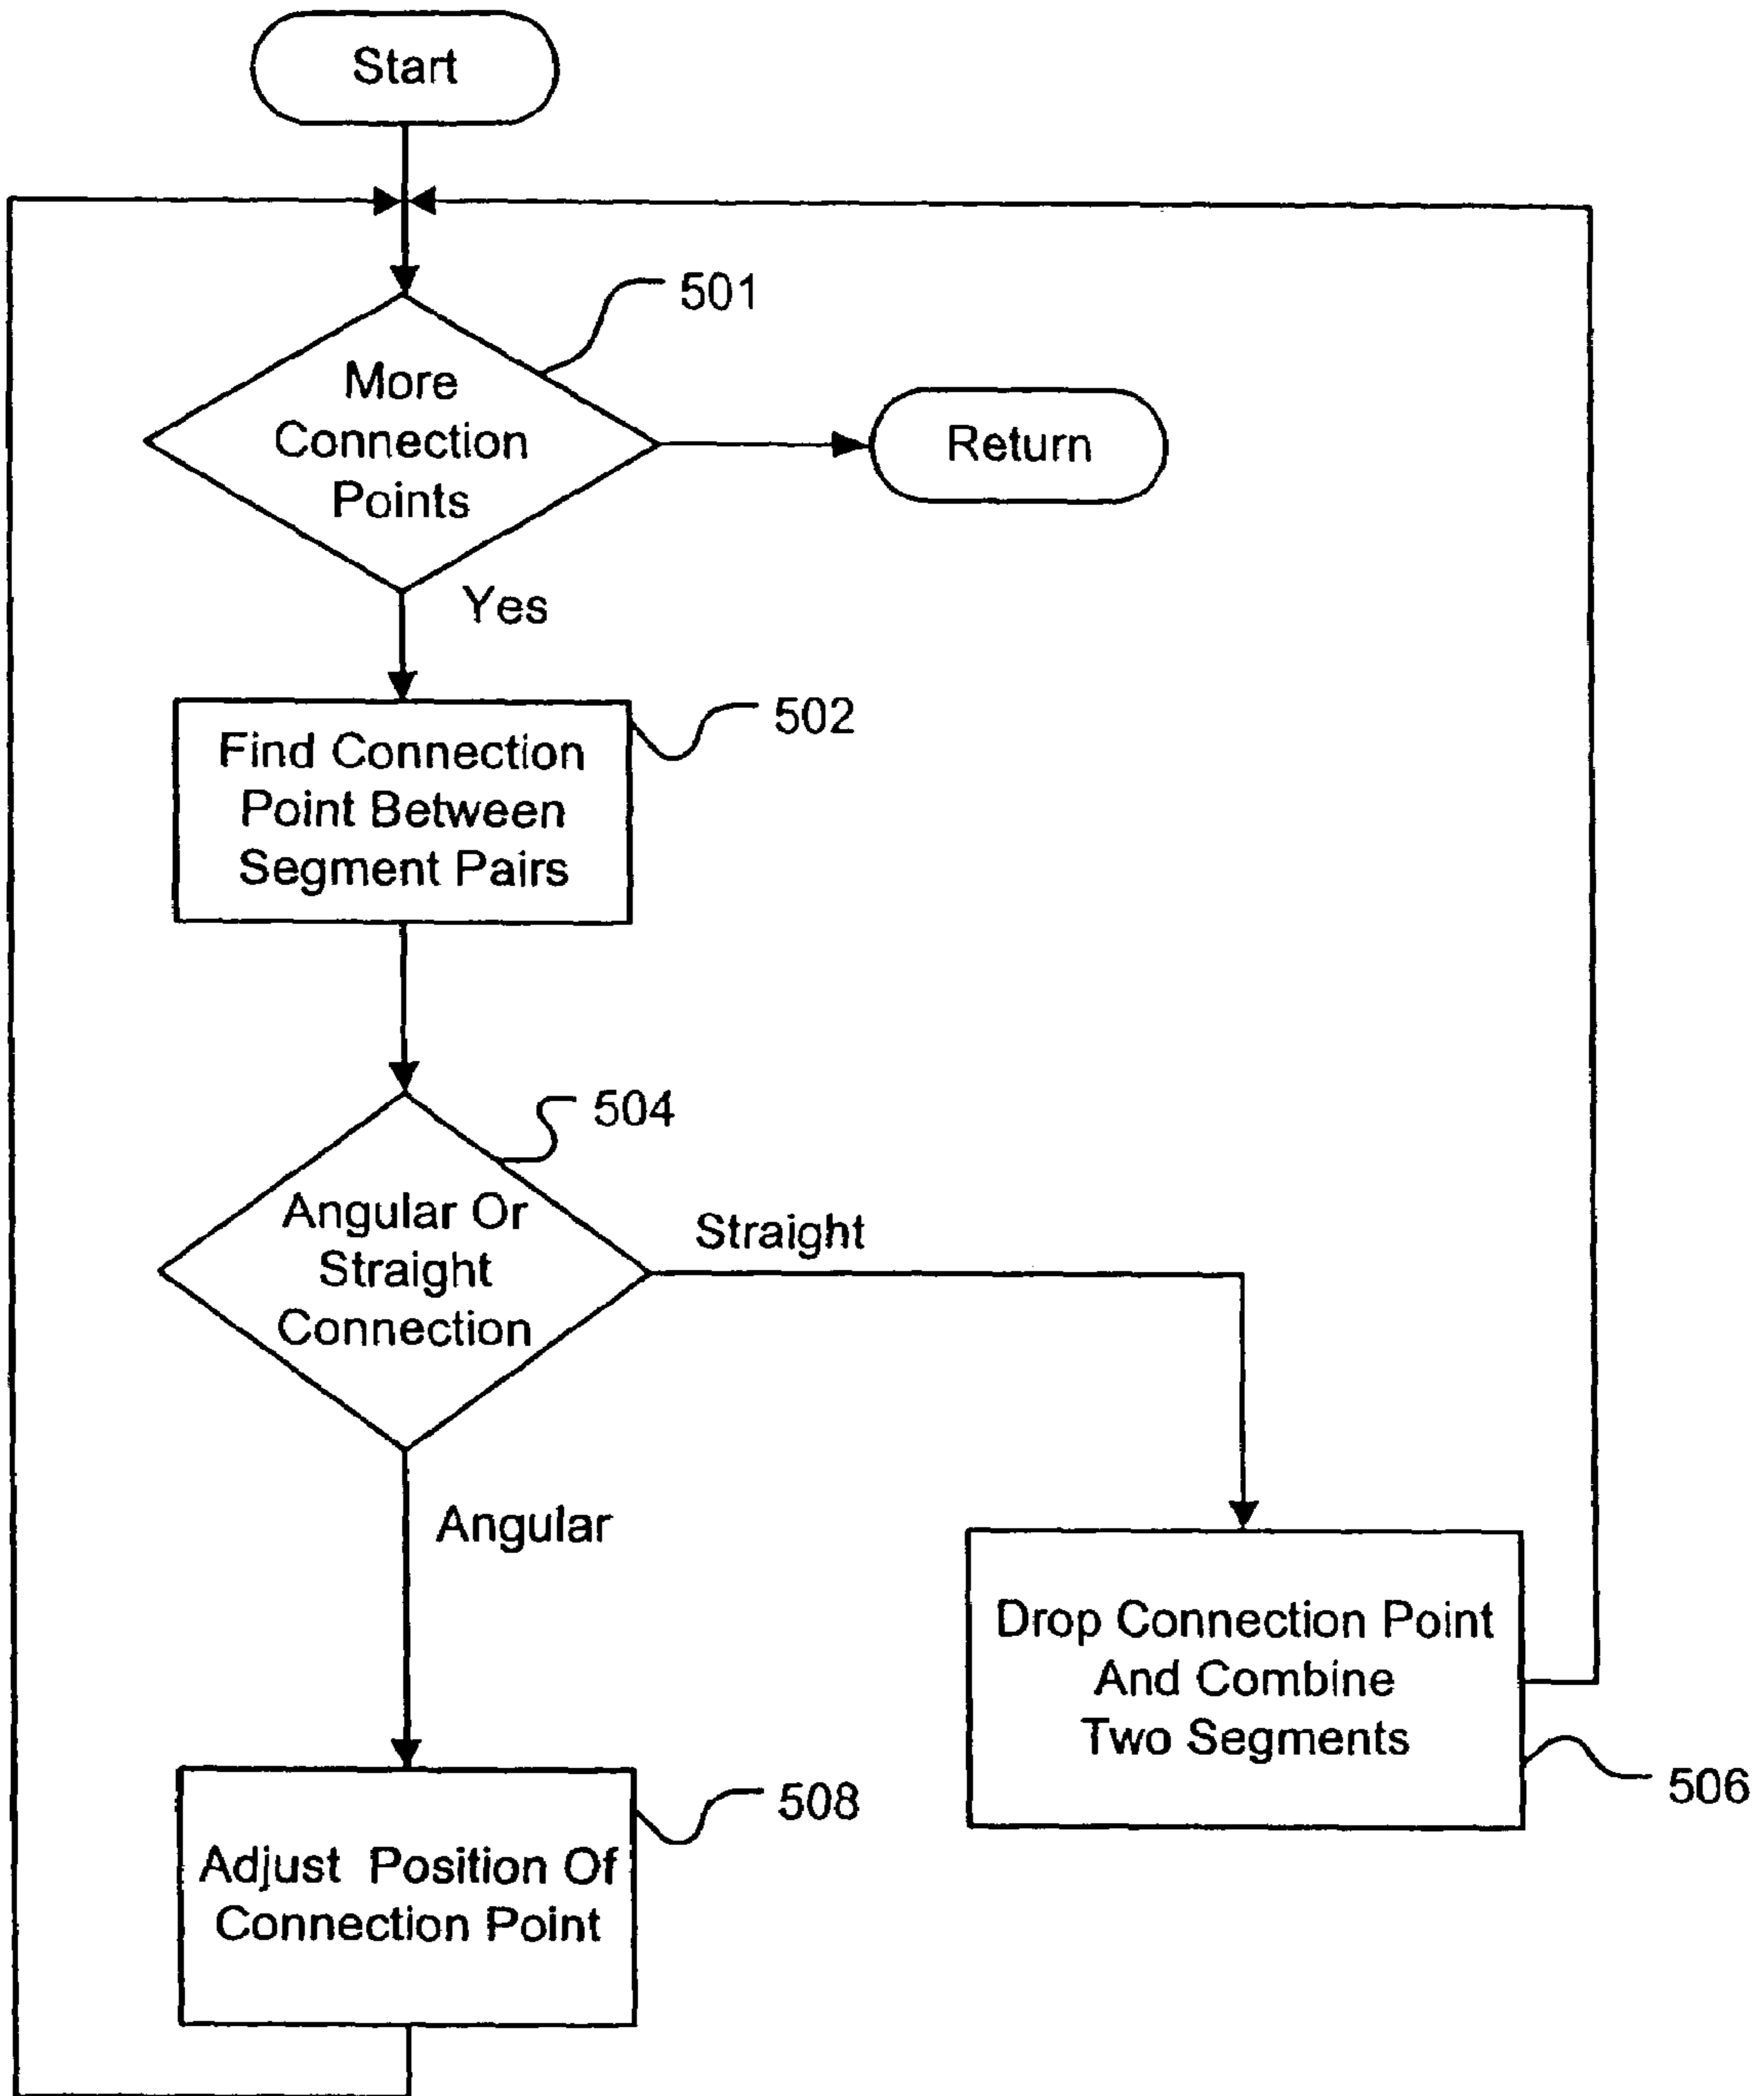 Start
501
More
Connection
Points
Return
Yes
502
Find Connection
Point Between
Segment Pairs
504
Angular Or
Straight
Connection
Straight
Angular
Drop Connection Point
And Combine
Two Segments
506
508
Adjust Position Of
Connection Point